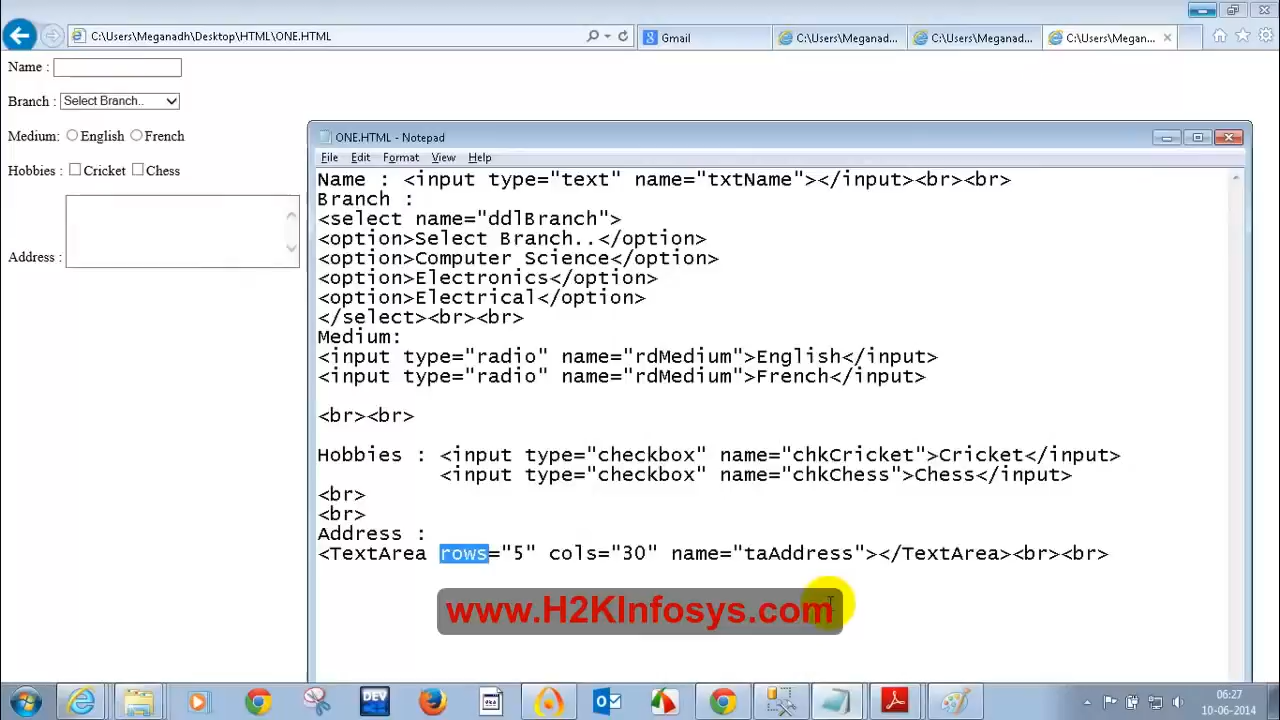 C:\Users\Meganadh\Desktop\HTML\ONE.HTML
Gmail
C:\Users\Meganad...
C:\Users\Meganad...
C:\Users\Megan...
Name :
Branch : Select Branch..
Medium: English French
Hobbies : Cricket Chess
Address :
ONE.HTML - Notepad
File Edit Format View Help
Name : <input type="text" name="txtName"></input><br><br>
Branch :
<select name="ddlBranch">
<option>Select Branch..</option>
<option>Computer Science</option>
<option>Electronics</option>
<option>Electrical</option>
</select><br><br>
Medium:
<input type="radio" name="rdMedium">English</input>
<input type="radio" name="rdMedium">French</input>
<br><br>
Hobbies : <input type="checkbox" name="chkCricket">Cricket</input>
<input type="checkbox" name="chkChess">Chess</input>
<br>
<br>
Address :
<TextArea rows="5" cols="30" name="taAddress"></TextArea><br><br>
www.H2KInfosys.com
DEV
06:27
10-06-2014